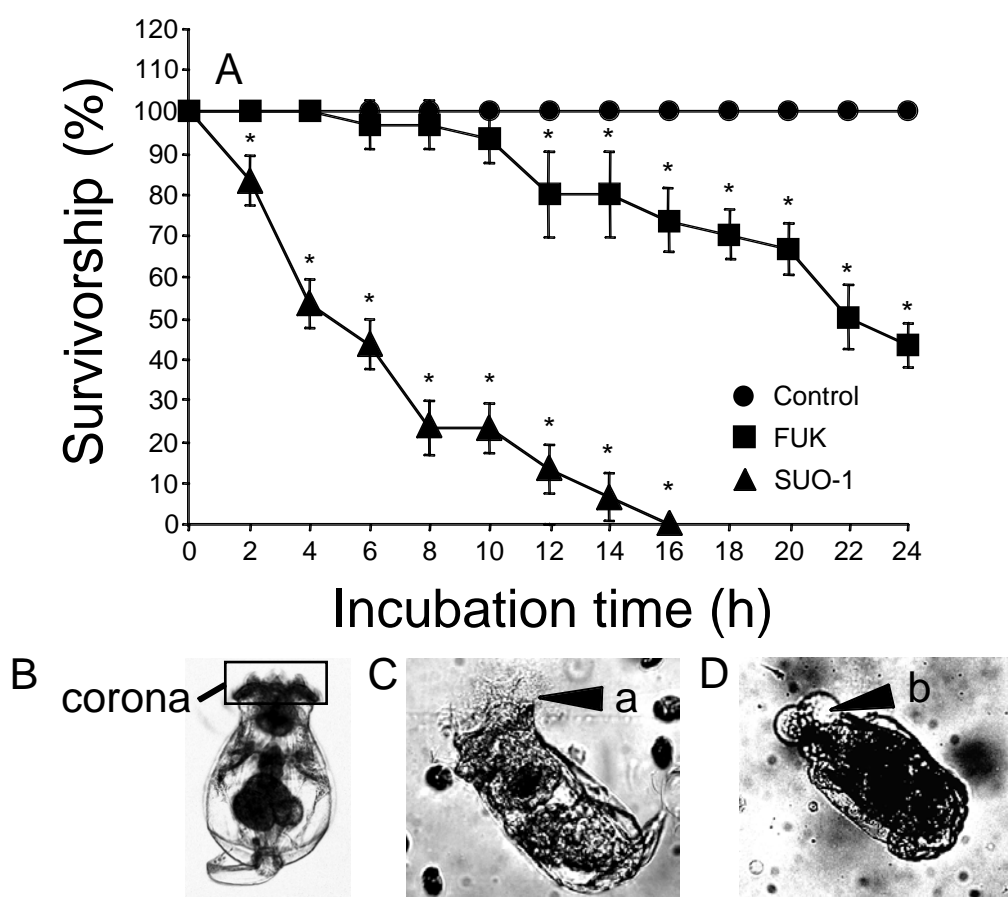 A
Survivorship (%)
120
110
100
90
80
70
60
50
40
30
20
10
0
* * * * * * * *
* * * * * * *
Control
FUK
SUO-1
0 2 4 6 8 10 12 14 16 18 20 22 24
Incubation time (h)
B
corona
C
a
D
b